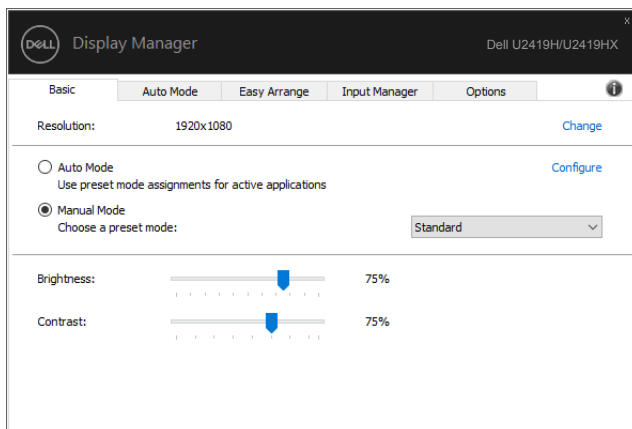 x
DELL Display Manager Dell U2419H/U2419HX
Basic Auto Mode Easy Arrange Input Manager Options i
Resolution: 1920x1080 Change
Auto Mode Configure
Use preset mode assignments for active applications
Manual Mode
Choose a preset mode: Standard
Brightness: 75%
Contrast: 75%